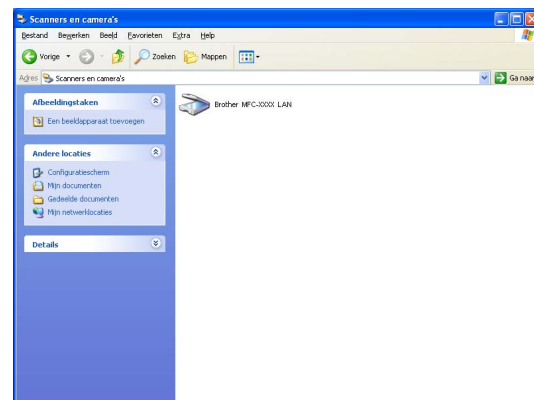 Scanners en camera's
Bestand Bewerken Beeld Favorieten Extra Help
Vorige Zoeken Mappen
Adres Scanners en camera's Ga naar
Afbeeldingstaken
Een beeldapparaat toevoegen
Andere locaties
Configuratiescherm
Mijn documenten
Gedeelde documenten
Mijn netwerklocaties
Details
Brother MFC-XXXX LAN